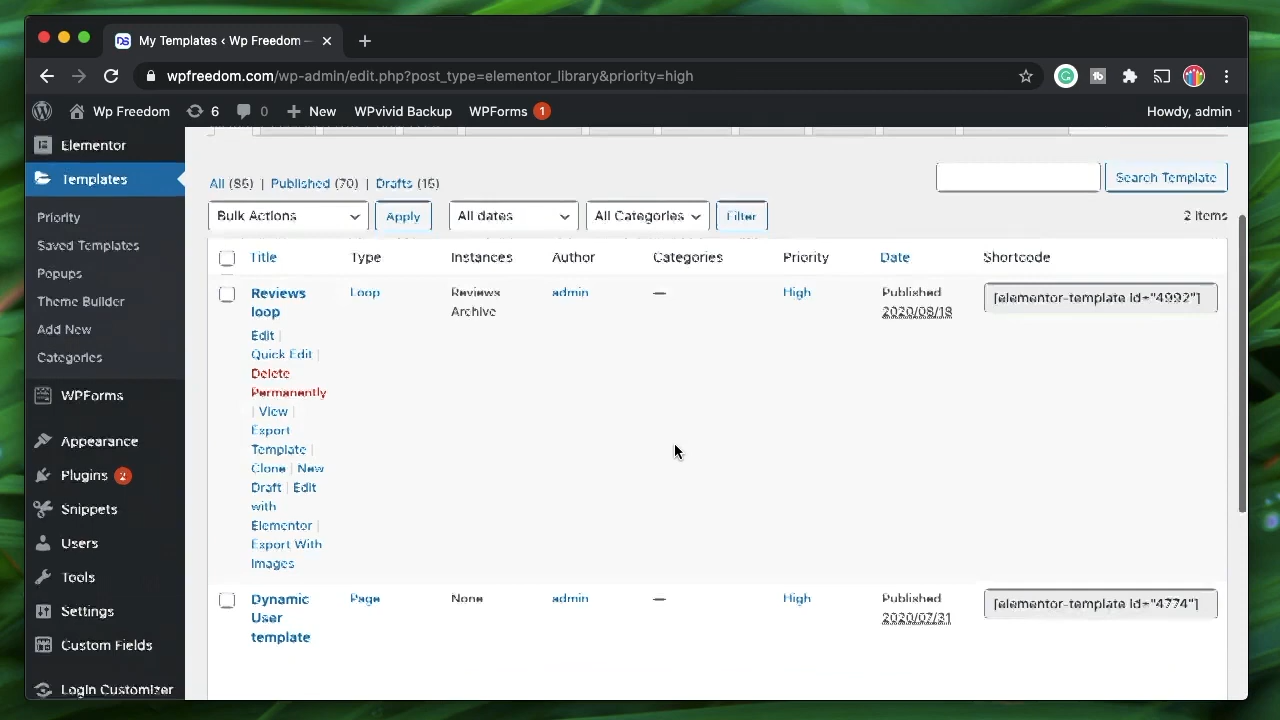 My Templates ‹ Wp Freedom —
wpfreedom.com/wp-admin/edit.php?post_type=elementor_library&priority=high
Wp Freedom 6 0 New WPvivid Backup WPForms 1 Howdy, admin
Elementor
Templates
Priority
Saved Templates
Popups
Theme Builder
Add New
Categories
WPForms
Appearance
Plugins 2
Snippets
Users
Tools
Settings
Custom Fields
Login Customizer
All (86) | Published (70) | Drafts (16)
Search Template
Bulk Actions Apply All dates All Categories Filter 2 items
Title Type Instances Author Categories Priority Date Shortcode
Reviews loop Loop Reviews Archive admin — High Published 2020/08/18 [elementor-template id="4992"]
Edit |
Quick Edit |
Delete
Permanently
| View |
Export
Template |
Clone | New
Draft | Edit
with
Elementor |
Export With
Images
Dynamic User template Page None admin — High Published 2020/07/31 [elementor-template id="4774"]